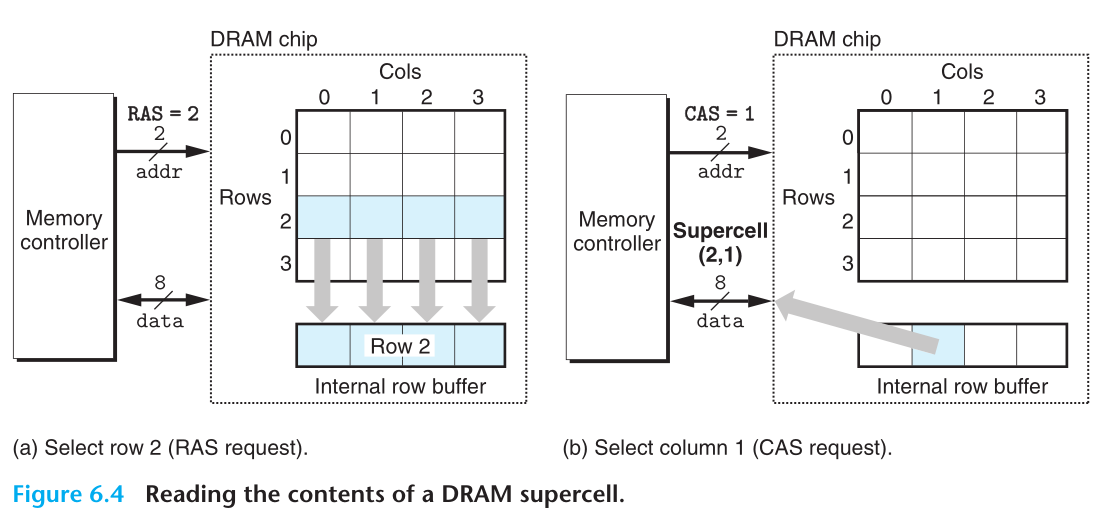 DRAM chip
Cols
0 1 2 3
RAS = 2
2
addr
Memory
controller
Rows
0
1
2
3
8
data
Row 2
Internal row buffer
(a) Select row 2 (RAS request).
DRAM chip
Cols
0 1 2 3
CAS = 1
2
addr
Memory
controller
Supercell
(2,1)
Rows
0
1
2
3
8
data
Internal row buffer
(b) Select column 1 (CAS request).
Figure 6.4 Reading the contents of a DRAM supercell.